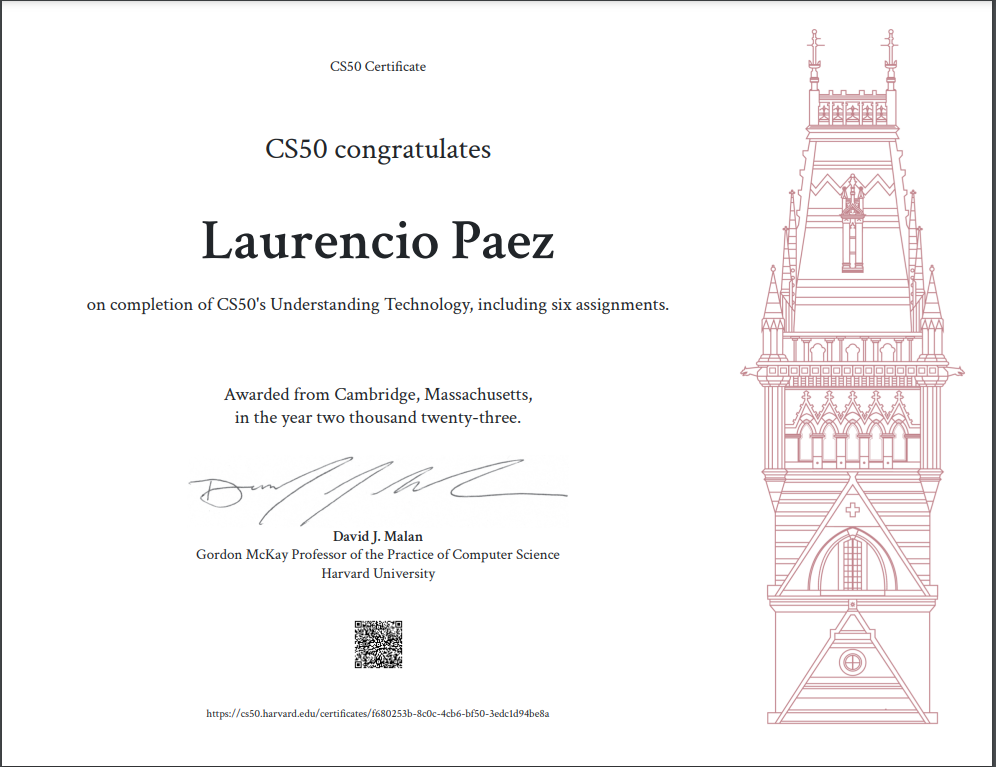 CS50 Certificate
CS50 congratulates
Laurencio Paez
on completion of CS50's Understanding Technology, including six assignments.
Awarded from Cambridge, Massachusetts,
in the year two thousand twenty-three.
David J. Malan
Gordon McKay Professor of the Practice of Computer Science
Harvard University
https://cs50.harvard.edu/certificates/f680253b-8c0c-4cb6-bf50-3edc1d94be8a